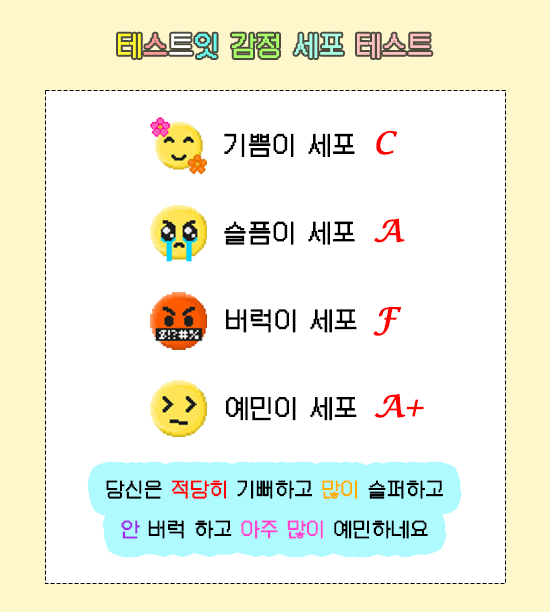 테스트잇 감정 세포 테스트
기쁨이 세포 C
슬픔이 세포 A
$!?#%
버럭이 세포 F
예민이 세포 A+
당신은 적당히 기뻐하고 많이 슬퍼하고
안 버럭 하고 아주 많이 예민하네요